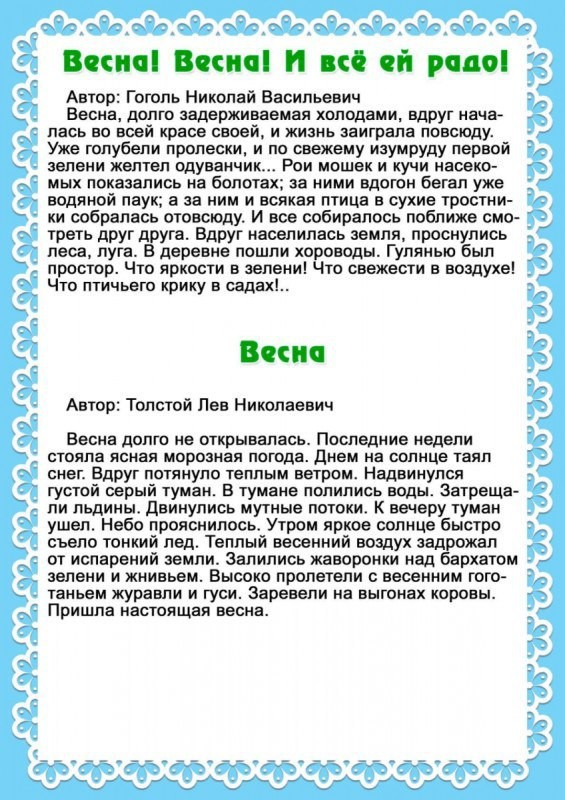 Весна! Весна! И всё ей радо!
Автор: Гоголь Николай Васильевич
Весна, долго задерживаемая холодами, вдруг нача-
лась во всей красе своей, и жизнь заиграла повсюду.
Уже голубели пролески, и по свежему изумруду первой
зелени желтел одуванчик... Рои мошек и кучи насеко-
мых показались на болотах; за ними вдогон бегал уже
водяной паук; а за ним и всякая птица в сухие тростни-
ки собралась отовсюду. И все собиралось поближе смо-
треть друг друга. Вдруг населилась земля, проснулись
леса, луга. В деревне пошли хороводы. Гулянью был
простор. Что яркости в зелени! Что свежести в воздухе!
Что птичьего крику в садах!..
Весна
Автор: Толстой Лев Николаевич
Весна долго не открывалась. Последние недели
стояла ясная морозная погода. Днем на солнце таял
снег. Вдруг потянуло теплым ветром. Надвинулся
густой серый туман. В тумане полились воды. Затреща-
ли льдины. Двинулись мутные потоки. К вечеру туман
ушел. Небо прояснилось. Утром яркое солнце быстро
съело тонкий лед. Теплый весенний воздух задрожал
от испарений земли. Залились жаворонки над бархатом
зелени и жнивьем. Высоко пролетели с весенним гого-
таньем журавли и гуси. Заревели на выгонах коровы.
Пришла настоящая весна.